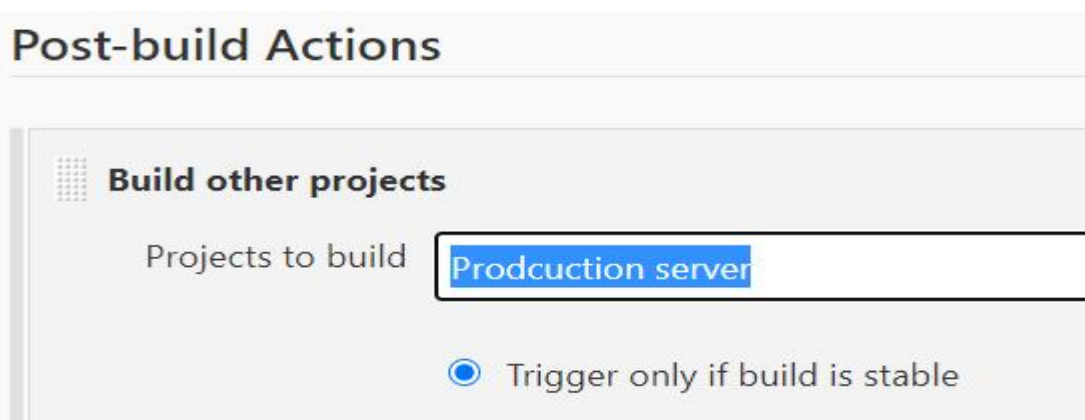 Post-build Actions
Build other projects
Projects to build
Prodcuction server
Trigger only if build is stable